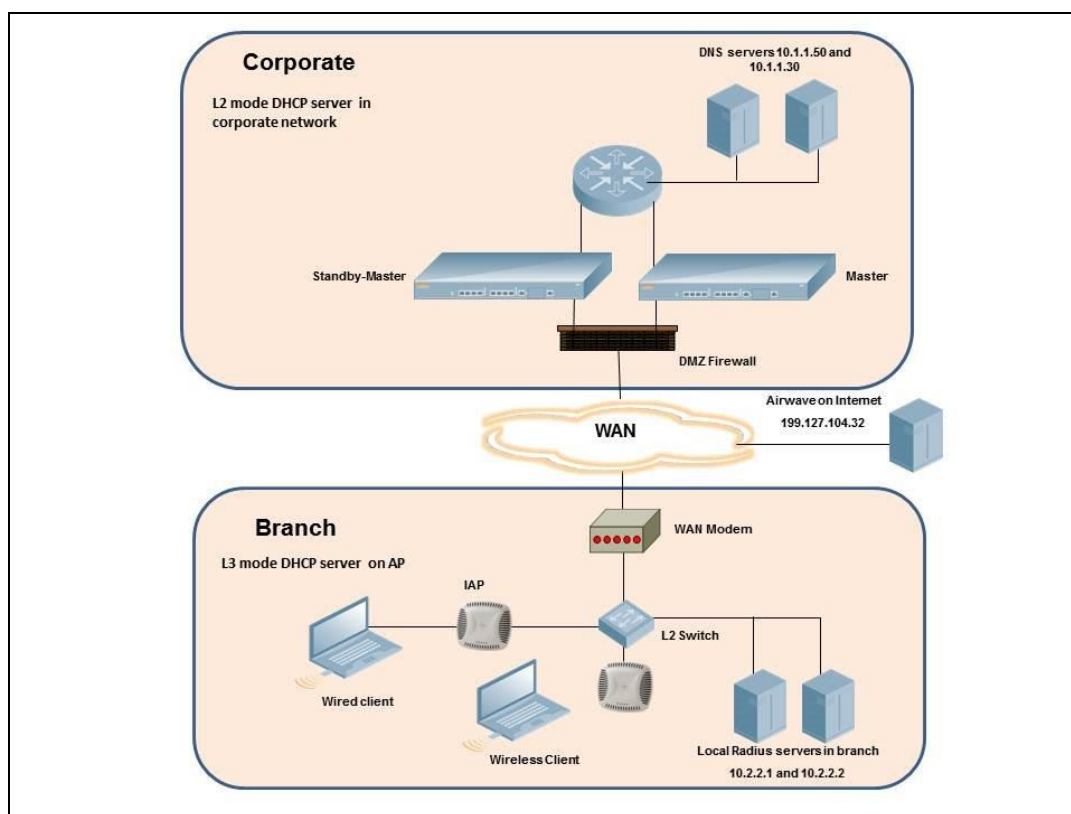 Corporate
L2 mode DHCP server in
corporate network
DNS servers 10.1.1.50 and
10.1.1.30
Standby-Master
Master
DMZ Firewall
Airwave on Internet
199.127.104.32
WAN
Branch
L3 mode DHCP server on AP
WAN Modem
IAP
L2 Switch
Wired client
Wireless Client
Local Radius servers in branch
10.2.2.1 and 10.2.2.2